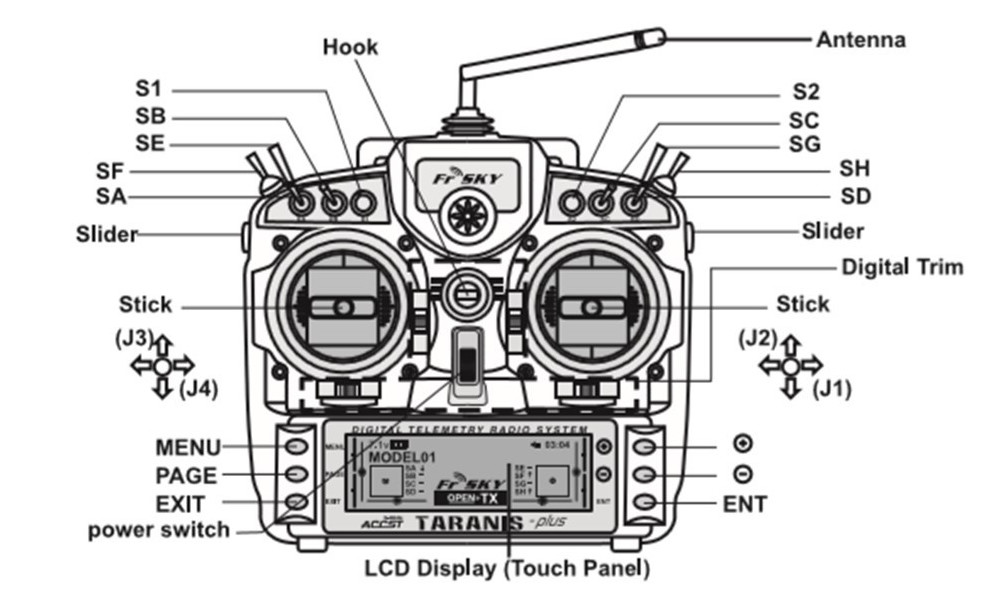 Hook
Antenna
S1
S2
SB
SC
SE
SG
SF
SH
SA
SD
FrSKY
Slider
Slider
Digital Trim
Stick
Stick
(J3)
(J4)
(J2)
(J1)
DIGITAL TELEMETRY RADIO SYSTEM
MENU
MENU
7.1v
03:04
MODEL01
PAGE
PAGE
SA
SB
SC
SD
FrSKY
OPEN-TX
SE
SF
SG
SH
EXIT
EXIT
ENT
ENT
ACCST TARANIS -plus
power switch
LCD Display (Touch Panel)